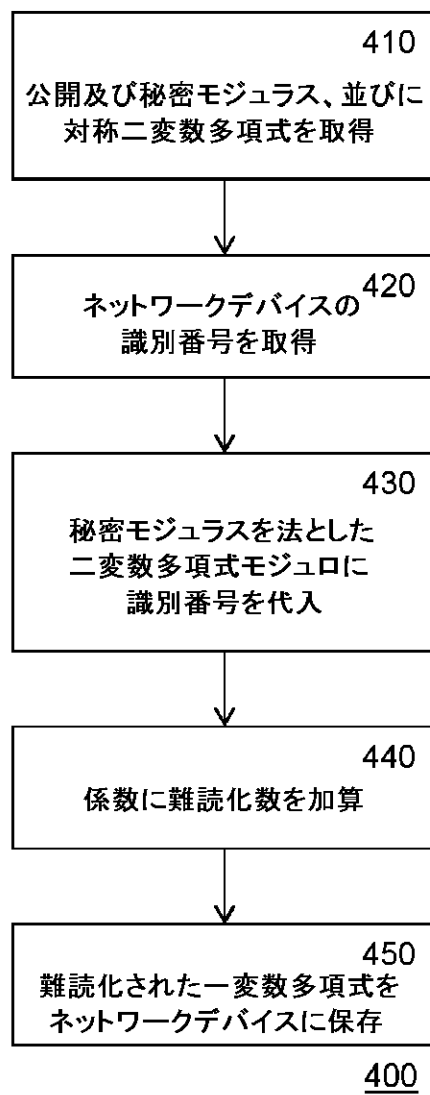 410
公開及び秘密モジュラス、並びに
対称二変数多項式を取得
420
ネットワークデバイスの
識別番号を取得
430
秘密モジュラスを法とした
二変数多項式モジュロに
識別番号を代入
440
係数に難読化数を加算
450
難読化された一変数多項式を
ネットワークデバイスに保存
400